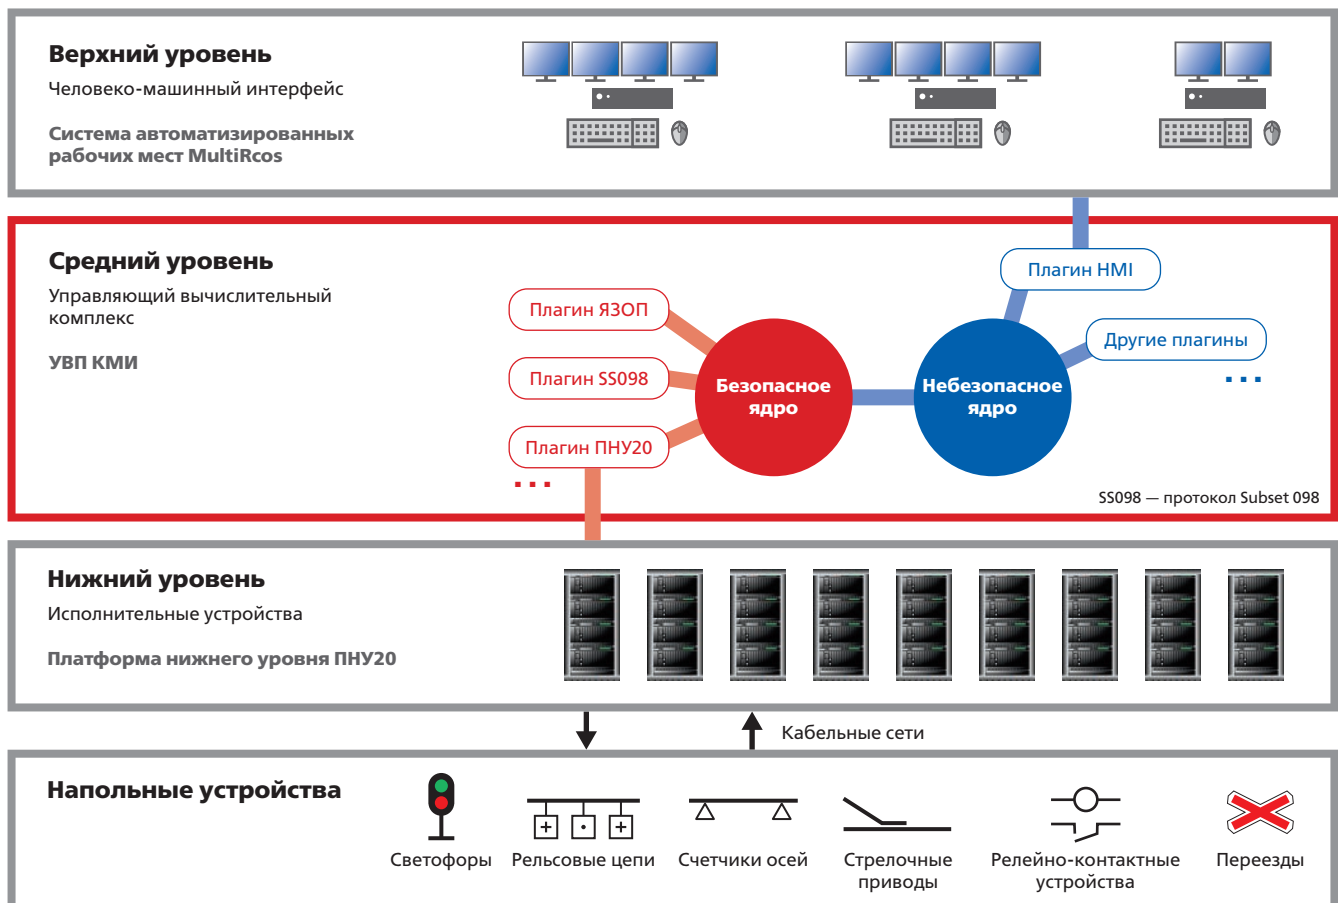 Верхний уровень
Человеко-машинный интерфейс
Система автоматизированных
рабочих мест MultiRcos
Средний уровень
Управляющий вычислительный
комплекс
УВП КМИ
Плагин ЯЗОП
Плагин SS098
Плагин ПНУ20
...
Безопасное
ядро
Небезопасное
ядро
Плагин HMI
Другие плагины
...
SS098 — протокол Subset 098
Нижний уровень
Исполнительные устройства
Платформа нижнего уровня ПНУ20
Кабельные сети
Напольные устройства
Светофоры
Рельсовые цепи
Счетчики осей
Стрелочные
приводы
Релейно-контактные
устройства
Переезды